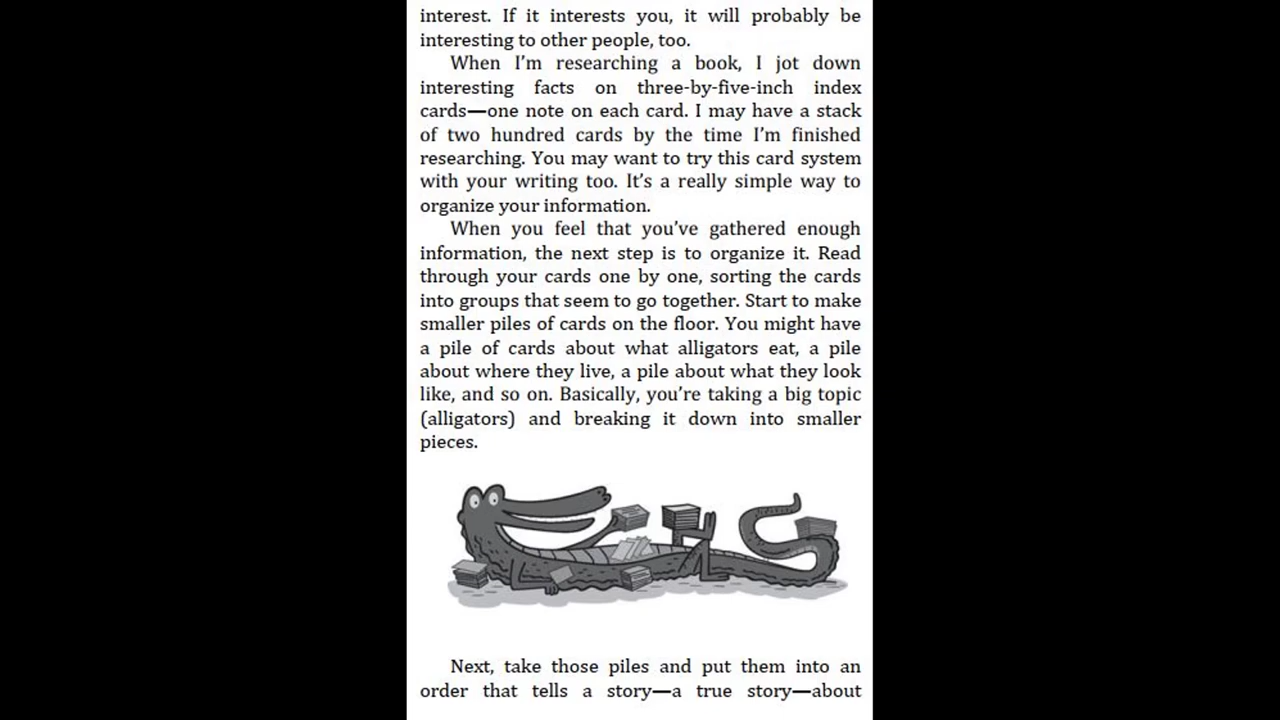 interest. If it interests you, it will probably be
interesting to other people, too.
When I’m researching a book, I jot down
interesting facts on three-by-five-inch index
cards—one note on each card. I may have a stack
of two hundred cards by the time I’m finished
researching. You may want to try this card system
with your writing too. It’s a really simple way to
organize your information.
When you feel that you’ve gathered enough
information, the next step is to organize it. Read
through your cards one by one, sorting the cards
into groups that seem to go together. Start to make
smaller piles of cards on the floor. You might have
a pile of cards about what alligators eat, a pile
about where they live, a pile about what they look
like, and so on. Basically, you’re taking a big topic
(alligators) and breaking it down into smaller
pieces.
Next, take those piles and put them into an
order that tells a story—a true story—about